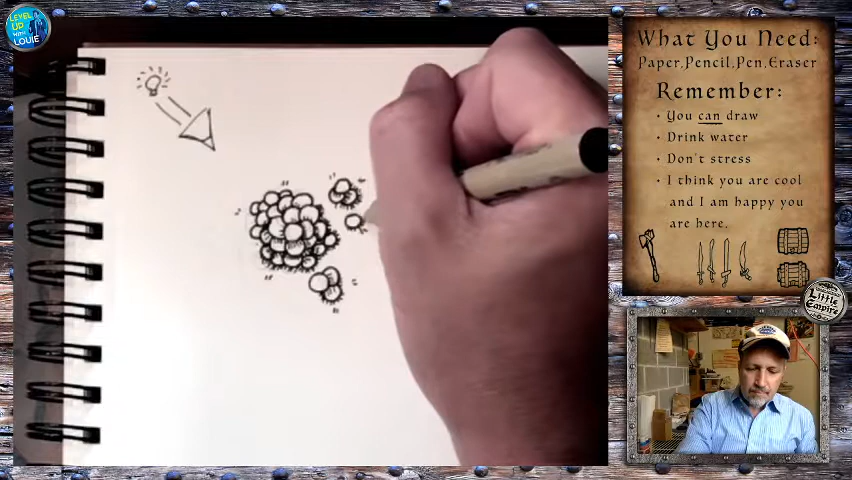 LEVEL
UP
WITH
LOUIE
What You Need:
Paper,Pencil,Pen,Eraser
Remember:
• You can draw
• Drink water
• Don't stress
• I think you are cool
and I am happy you
are here.
Little
Empire